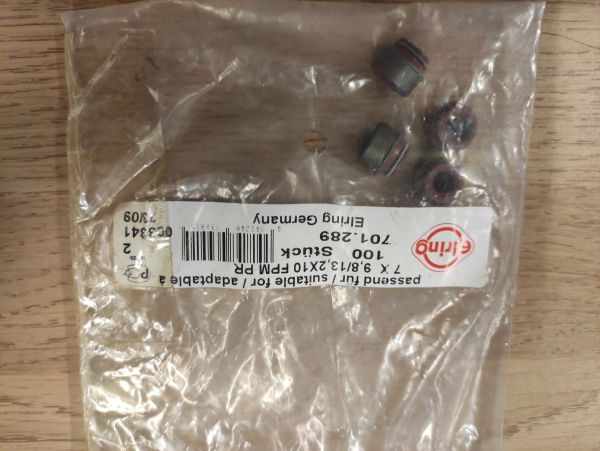 elring
passend für / suitable for / adaptable à
7 X 9,8/13,2X10 FPM PR
100 Stück
701.289
Elring Germany
2
003341
23/09